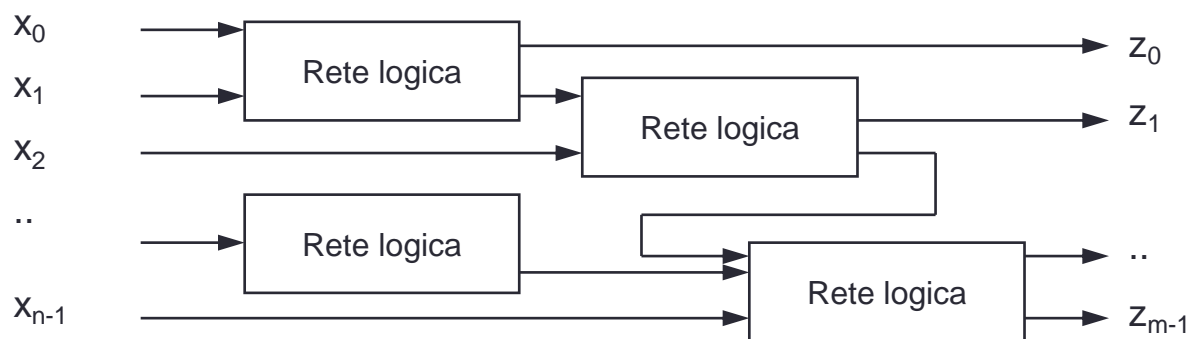 x0
x1
x2
..
xn-1
Rete logica
Rete logica
Rete logica
Rete logica
z0
z1
..
zm-1